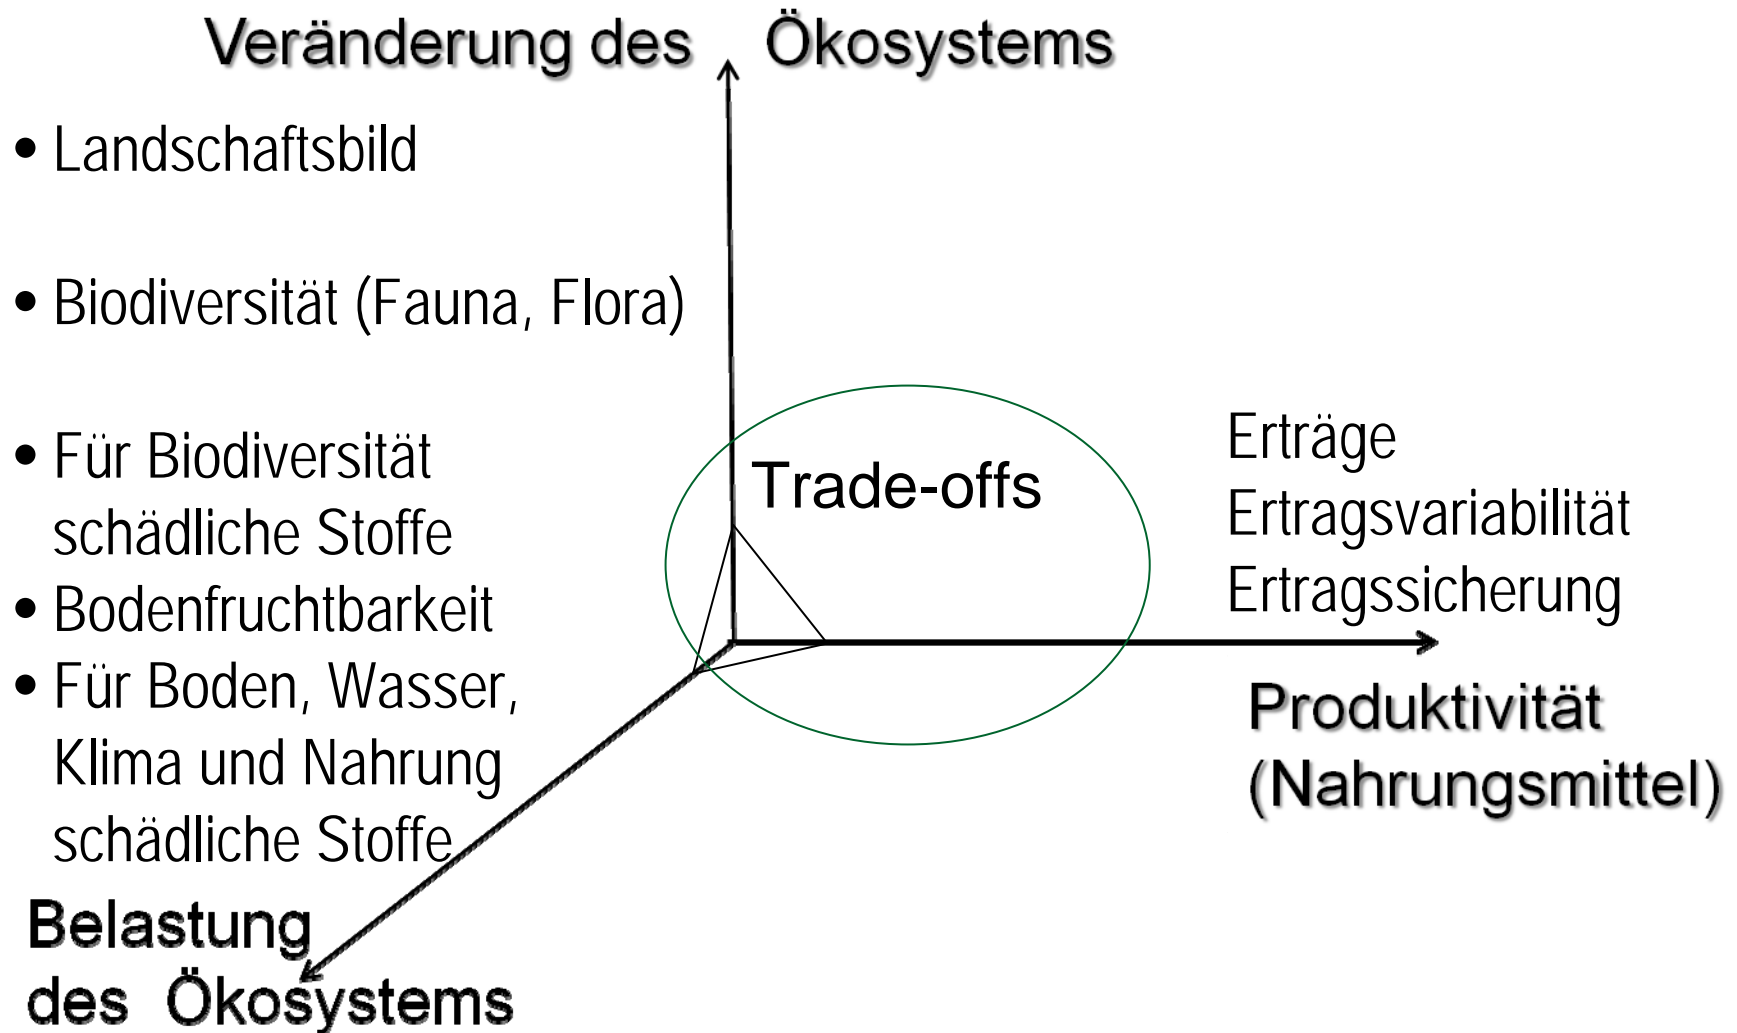 Veränderung des Ökosystems
• Landschaftsbild
• Biodiversität (Fauna, Flora)
• Für Biodiversität
schädliche Stoffe
• Bodenfruchtbarkeit
• Für Boden, Wasser,
Klima und Nahrung
schädliche Stoffe
Belastung
des Ökosystems
Trade-offs
Erträge
Ertragsvariabilität
Ertragssicherung
Produktivität
(Nahrungsmittel)